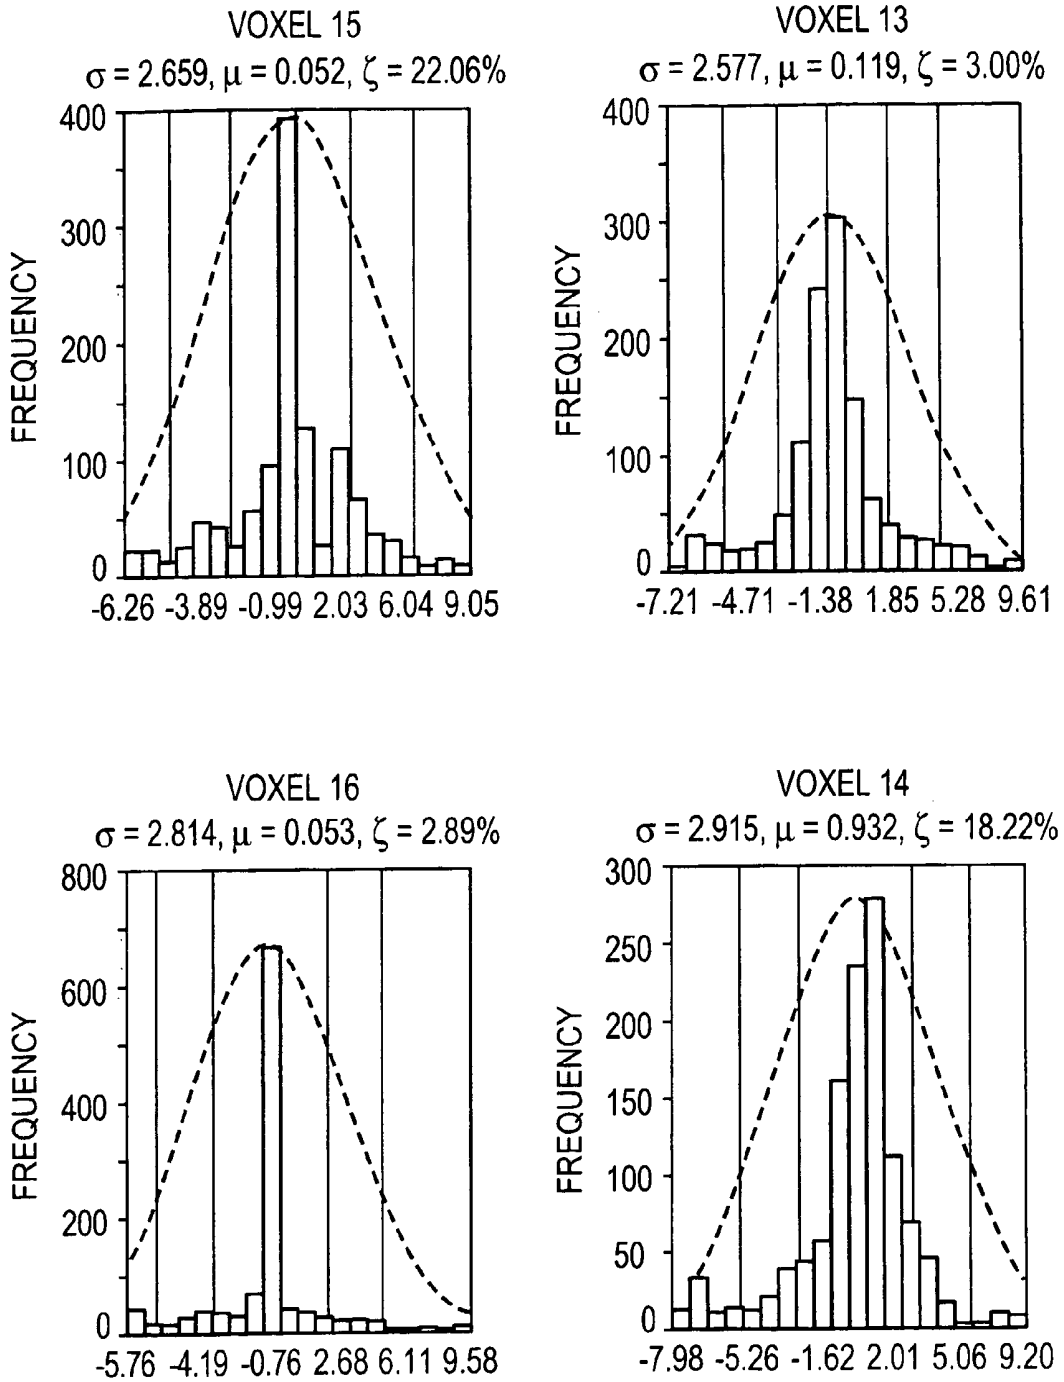 VOXEL 15
σ = 2.659, μ = 0.052, ζ = 22.06%
400
300
200
100
0
FREQUENCY
-6.26 -3.89 -0.99 2.03 6.04 9.05
VOXEL 13
σ = 2.577, μ = 0.119, ζ = 3.00%
400
300
200
100
0
FREQUENCY
-7.21 -4.71 -1.38 1.85 5.28 9.61
VOXEL 16
σ = 2.814, μ = 0.053, ζ = 2.89%
800
600
400
200
0
FREQUENCY
-5.76 -4.19 -0.76 2.68 6.11 9.58
VOXEL 14
σ = 2.915, μ = 0.932, ζ = 18.22%
300
250
200
150
100
50
0
FREQUENCY
-7.98 -5.26 -1.62 2.01 5.06 9.20